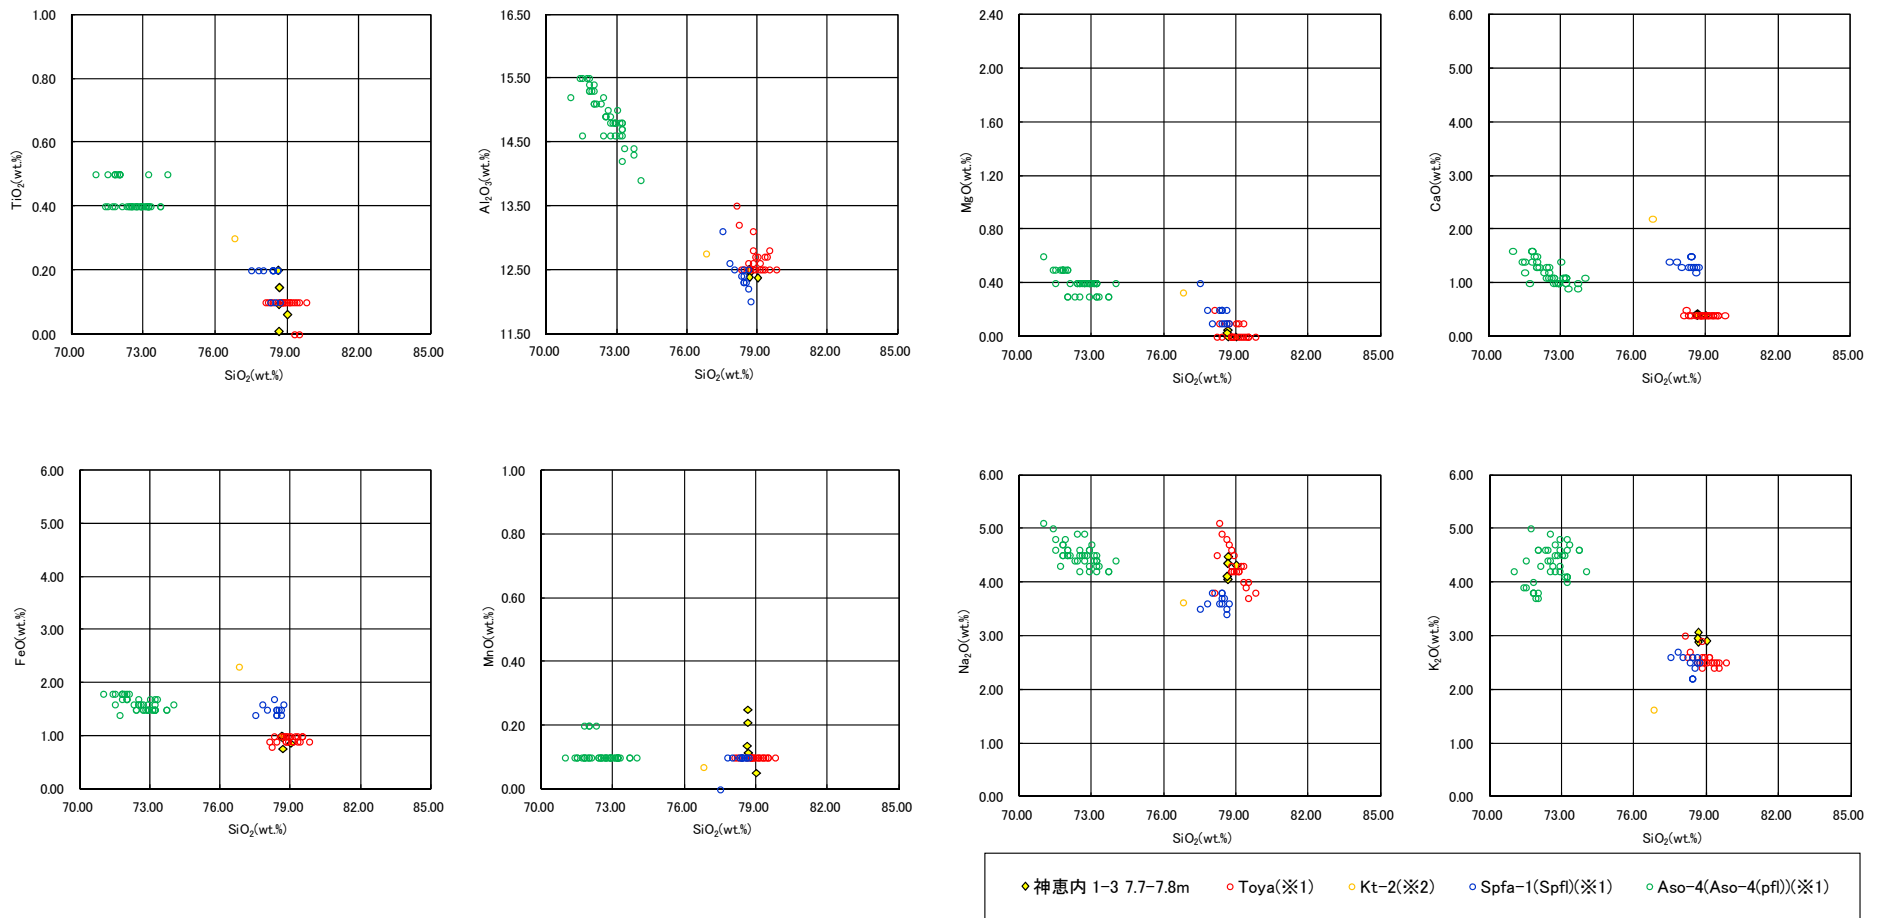 1.00
0.80
0.60
0.40
0.20
0.00
TiO₂(wt.%)
70.00 73.00 76.00 79.00 82.00 85.00
SiO₂(wt.%)
16.50
15.50
14.50
13.50
12.50
11.50
Al₂O₃(wt.%)
70.00 73.00 76.00 79.00 82.00 85.00
SiO₂(wt.%)
2.40
2.00
1.60
1.20
0.80
0.40
0.00
MgO(wt.%)
70.00 73.00 76.00 79.00 82.00 85.00
SiO₂(wt.%)
6.00
5.00
4.00
3.00
2.00
1.00
0.00
CaO(wt.%)
70.00 73.00 76.00 79.00 82.00 85.00
SiO₂(wt.%)
6.00
5.00
4.00
3.00
2.00
1.00
0.00
FeO(wt.%)
70.00 73.00 76.00 79.00 82.00 85.00
SiO₂(wt.%)
1.00
0.80
0.60
0.40
0.20
0.00
MnO(wt.%)
70.00 73.00 76.00 79.00 82.00 85.00
SiO₂(wt.%)
6.00
5.00
4.00
3.00
2.00
1.00
0.00
Na₂O(wt.%)
70.00 73.00 76.00 79.00 82.00 85.00
SiO₂(wt.%)
6.00
5.00
4.00
3.00
2.00
1.00
0.00
K₂O(wt.%)
70.00 73.00 76.00 79.00 82.00 85.00
SiO₂(wt.%)
神恵内 1-3 7.7-7.8m Toya(※1) Kt-2(※2) Spfa-1(Spfl)(※1) Aso-4(Aso-4(pfl))(※1)